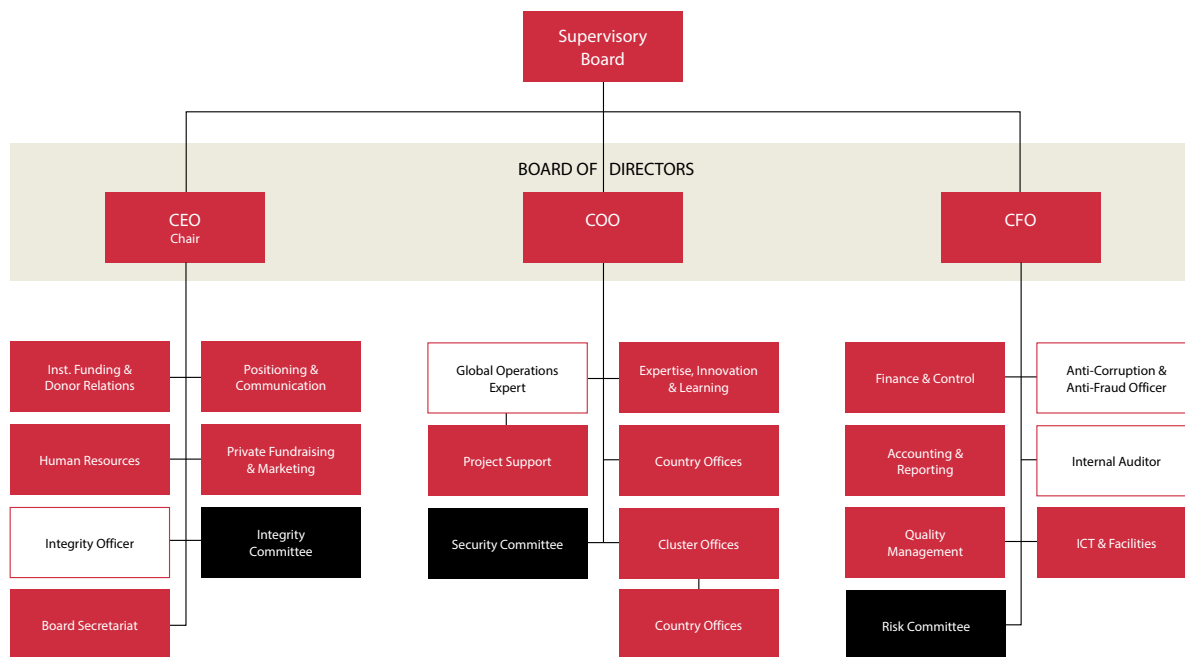 Supervisory
Board
BOARD OF DIRECTORS
CEO
Chair
COO
CFO
Inst. Funding &
Donor Relations
Positioning &
Communication
Human Resources
Private Fundraising
& Marketing
Integrity Officer
Integrity
Committee
Board Secretariat
Global Operations
Expert
Expertise, Innovation
& Learning
Project Support
Country Offices
Security Committee
Cluster Offices
Country Offices
Finance & Control
Anti-Corruption &
Anti-Fraud Officer
Accounting &
Reporting
Internal Auditor
Quality
Management
ICT & Facilities
Risk Committee